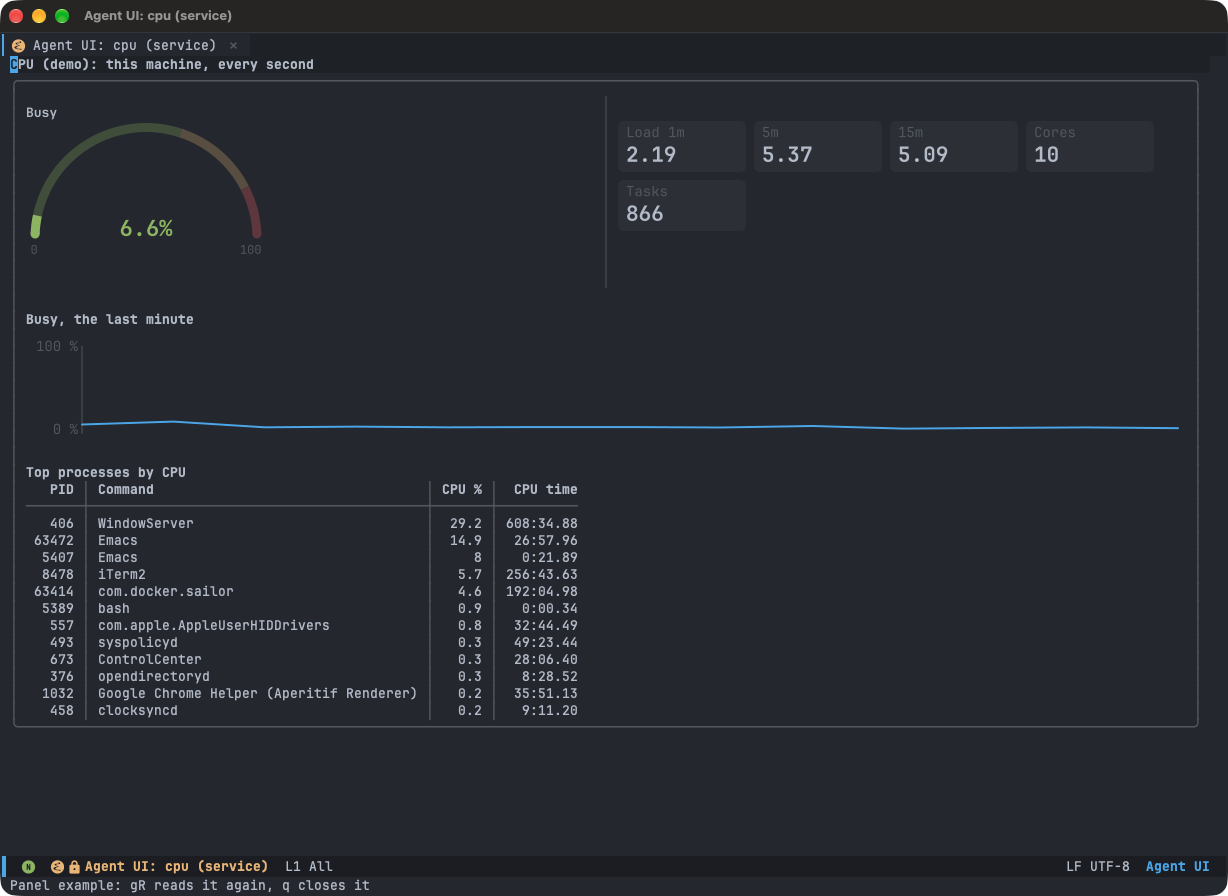 Agent UI: cpu (service)
Agent UI: cpu (service) ×
CPU (demo): this machine, every second
Busy
6.6%
0 100
Load 1m 5m 15m Cores
2.19 5.37 5.09 10
Tasks
866
Busy, the last minute
100 %
0 %
Top processes by CPU
PID Command CPU % CPU time
406 WindowServer 29.2 608:34.88
63472 Emacs 14.9 26:57.96
5407 Emacs 8 0:21.89
8478 iTerm2 5.7 256:43.63
63414 com.docker.sailor 4.6 192:04.98
5389 bash 0.9 0:00.34
557 com.apple.AppleUserHIDDrivers 0.8 32:44.49
493 syspolicyd 0.3 49:23.44
673 ControlCenter 0.3 28:06.40
376 opendirectoryd 0.3 8:28.52
1032 Google Chrome Helper (Aperitif Renderer) 0.2 35:51.13
458 clocksyncd 0.2 9:11.20
N Agent UI: cpu (service) L1 All LF UTF-8 Agent UI
Panel example: gR reads it again, q closes it